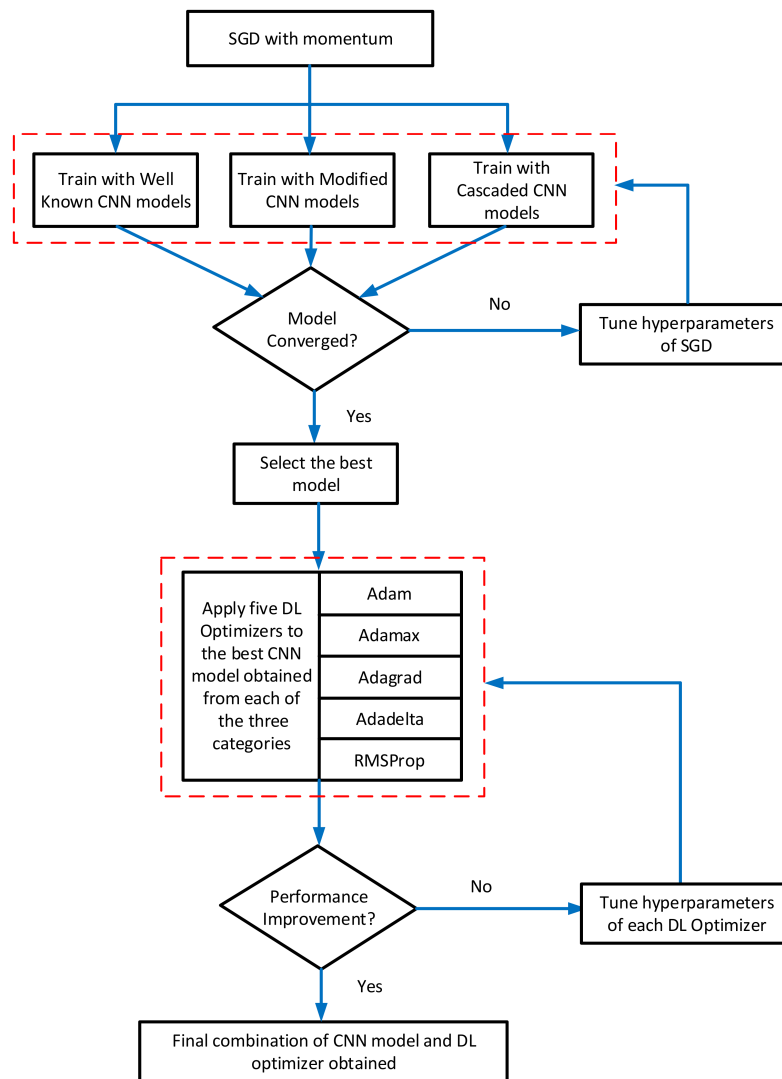 SGD with momentum
Train with Well
Known CNN models
Train with Modified
CNN models
Train with
Cascaded CNN
models
Model
Converged?
No
Tune hyperparameters
of SGD
Yes
Select the best
model
Apply five DL
Optimizers to
the best CNN
model obtained
from each of
the three
categories
Adam
Adamax
Adagrad
Adadelta
RMSProp
Performance
Improvement?
No
Tune hyperparameters
of each DL Optimizer
Yes
Final combination of CNN model and DL
optimizer obtained